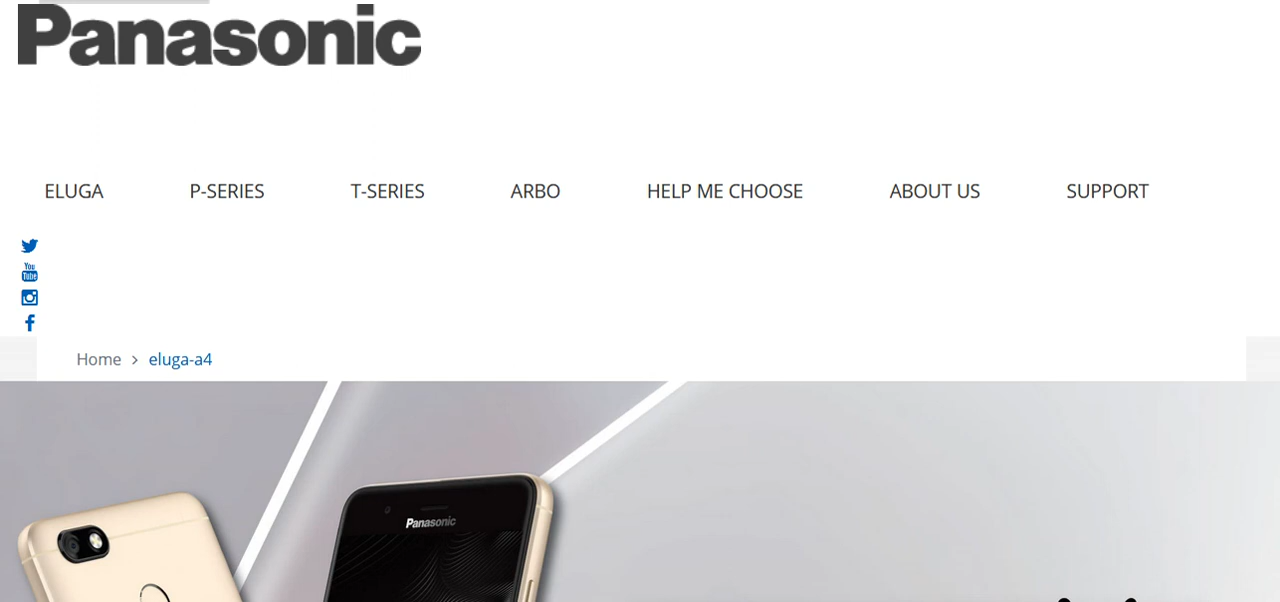 Panasonic
ELUGA P-SERIES T-SERIES ARBO HELP ME CHOOSE ABOUT US SUPPORT
You
Tube
Home > eluga-a4
Panasonic